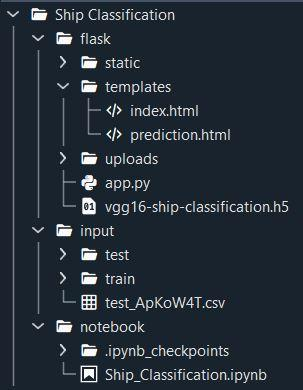 Ship Classification
flask
static
templates
index.html
prediction.html
uploads
app.py
vgg16-ship-classification.h5
input
test
train
test_ApKoW4T.csv
notebook
.ipynb_checkpoints
Ship_Classification.ipynb